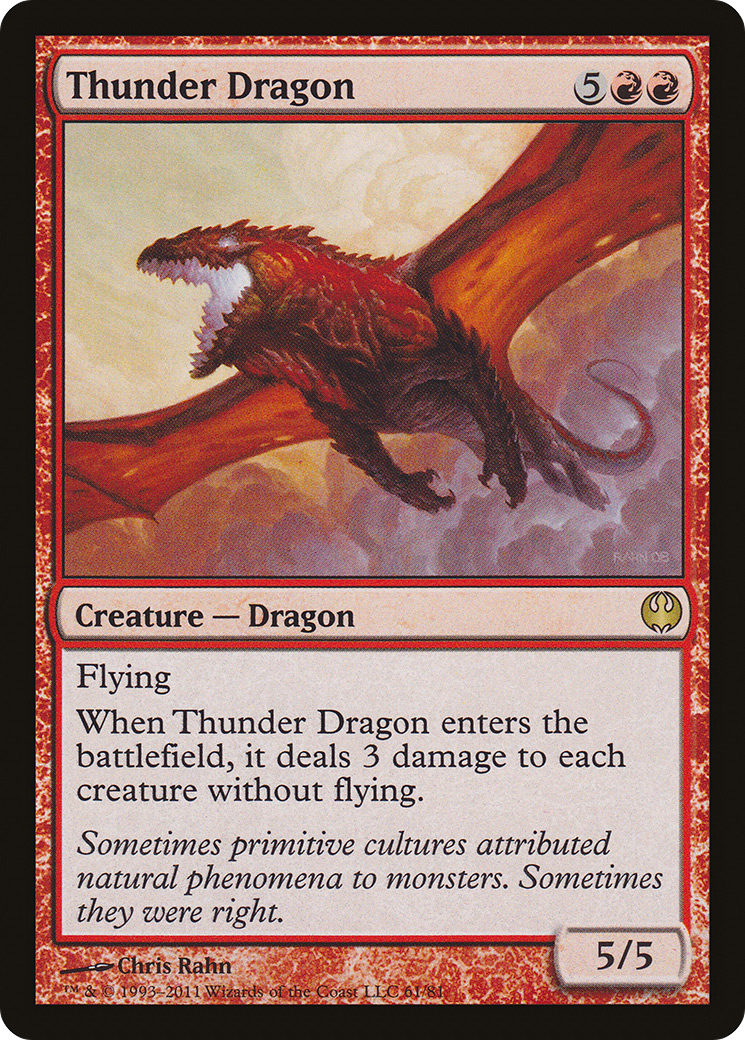 Thunder Dragon
5
RAHN 08
Creature — Dragon
Flying
When Thunder Dragon enters the
battlefield, it deals 3 damage to each
creature without flying.
Sometimes primitive cultures attributed
natural phenomena to monsters. Sometimes
they were right.
5/5
Chris Rahn
™ & © 1993–2011 Wizards of the Coast LLC 61/81